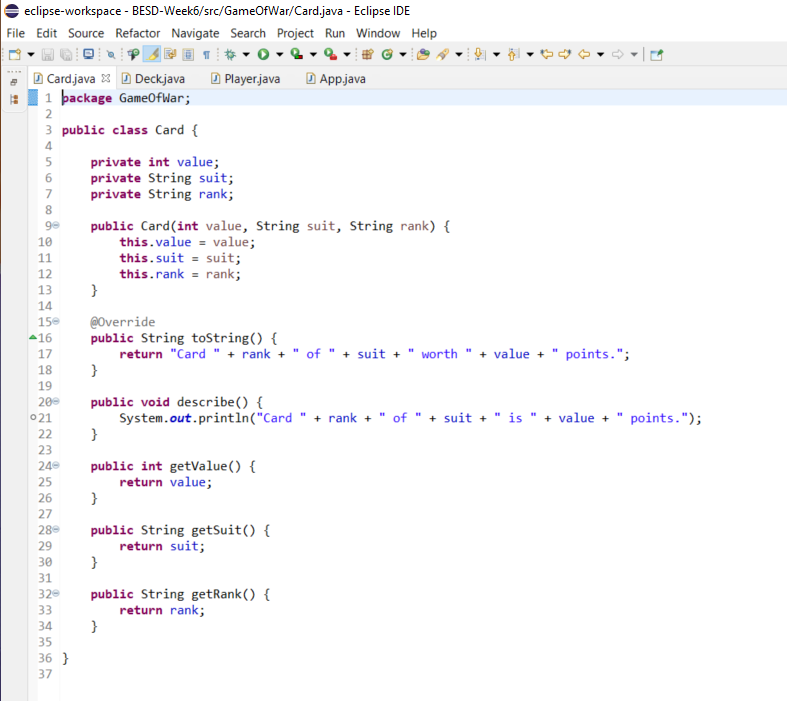 eclipse-workspace - BESD-Week6/src/GameOfWar/Card.java - Eclipse IDE
File Edit Source Refactor Navigate Search Project Run Window Help
Card.java Deck.java Player.java App.java
1 package GameOfWar;
2
3 public class Card {
4
5     private int value;
6     private String suit;
7     private String rank;
8
9     public Card(int value, String suit, String rank) {
10         this.value = value;
11         this.suit = suit;
12         this.rank = rank;
13     }
14
15     @Override
16     public String toString() {
17         return "Card " + rank + " of " + suit + " worth " + value + " points.";
18     }
19
20     public void describe() {
21         System.out.println("Card " + rank + " of " + suit + " is " + value + " points.");
22     }
23
24     public int getValue() {
25         return value;
26     }
27
28     public String getSuit() {
29         return suit;
30     }
31
32     public String getRank() {
33         return rank;
34     }
35
36 }
37